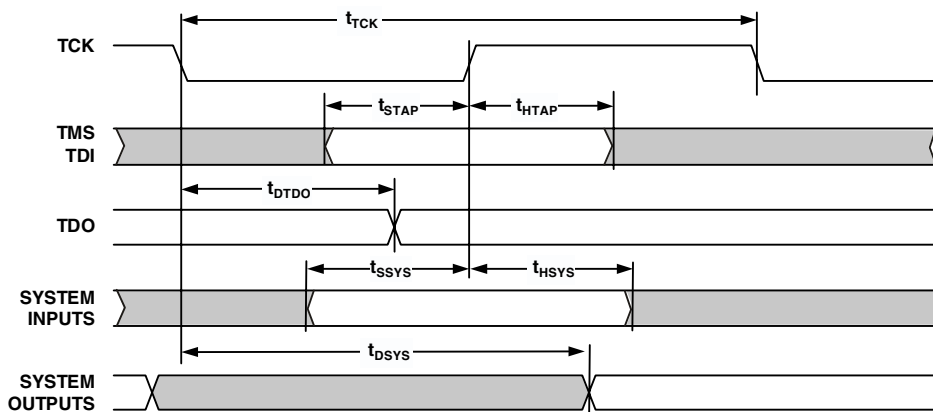 tTCK
TCK
tSTAP
tHTAP
TMS
TDI
tDTDO
TDO
tSSYS
tHSYS
SYSTEM
INPUTS
tDSYS
SYSTEM
OUTPUTS